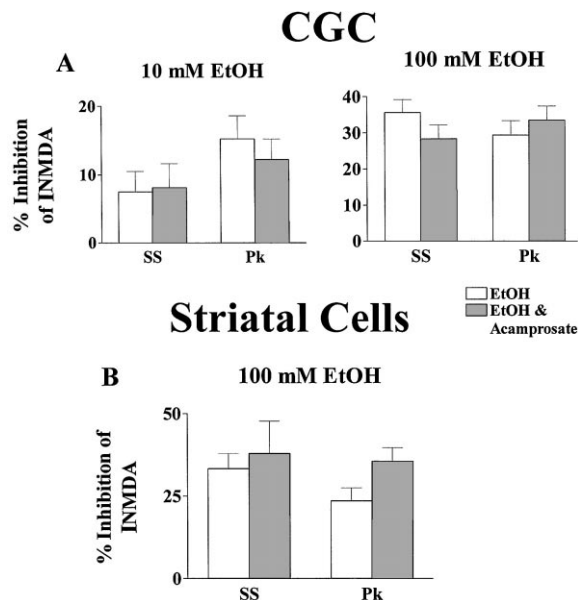 CGC
A
10 mM EtOH
100 mM EtOH
% Inhibition
of INMDA
20
10
0
SS
Pk
40
30
20
10
0
SS
Pk
EtOH
EtOH &
Acamprosate
Striatal Cells
B
100 mM EtOH
% Inhibition of
INMDA
50
25
0
SS
Pk